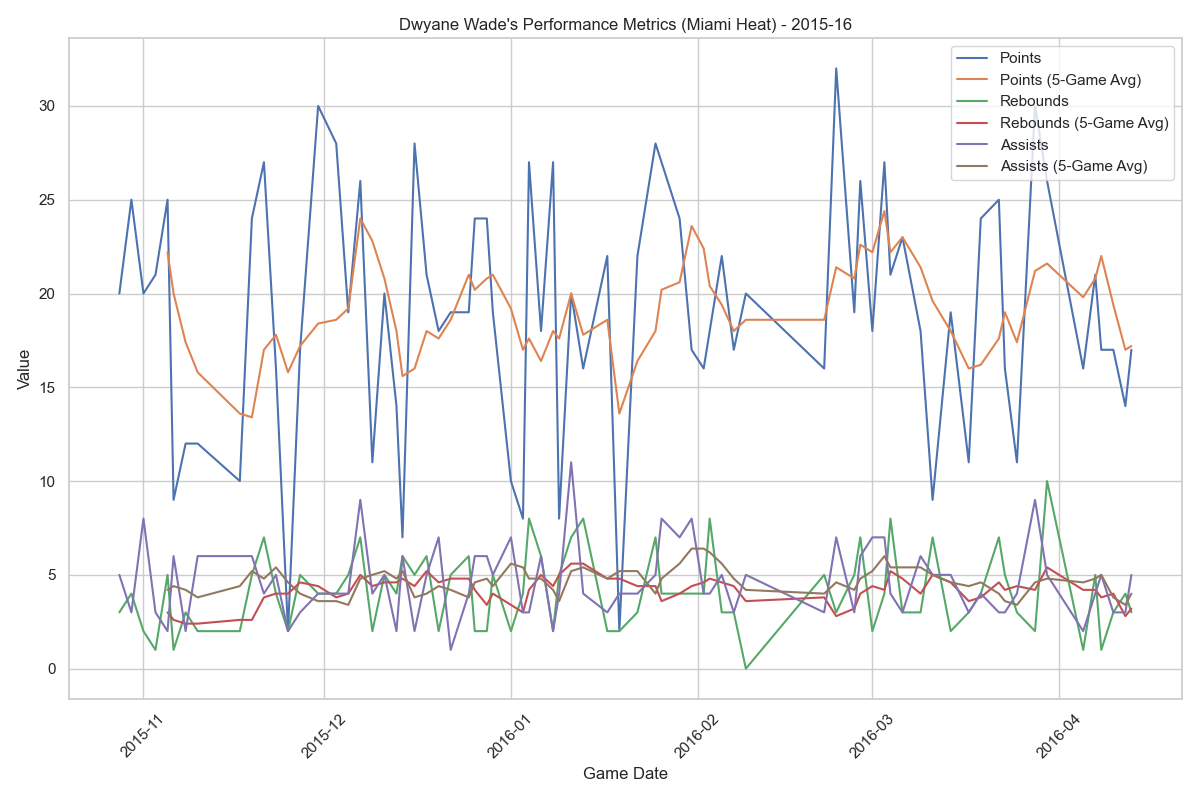 Dwyane Wade's Performance Metrics (Miami Heat) - 2015-16
Points
Points (5-Game Avg)
Rebounds
Rebounds (5-Game Avg)
Assists
Assists (5-Game Avg)
30
25
20
15
10
5
0
Value
2015-11
2015-12
2016-01
2016-02
2016-03
2016-04
Game Date